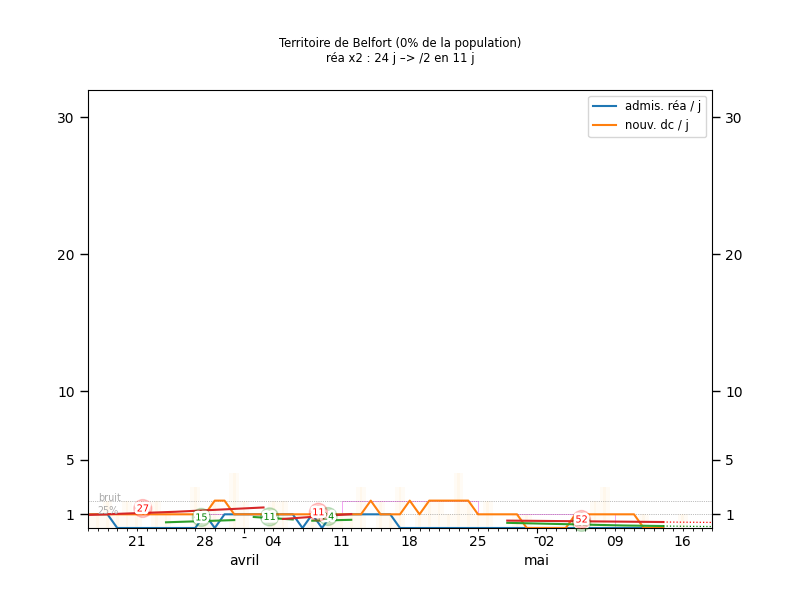 Territoire de Belfort (0% de la population)
réa x2 : 24 j –> /2 en 11 j
admis. réa / j
nouv. dc / j
30 30
20 20
10 10
5 5
1 1
bruit
25%
27
15
11
11
4
52
21 28 - 04 11 18 25 02 09 16
avril mai